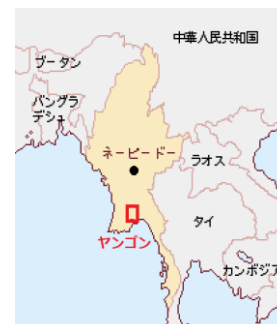 中華人民共和国
ブータン
バングラ
デシュ
ネーピードー
ラオス
タイ
ヤンゴン
カンボジア